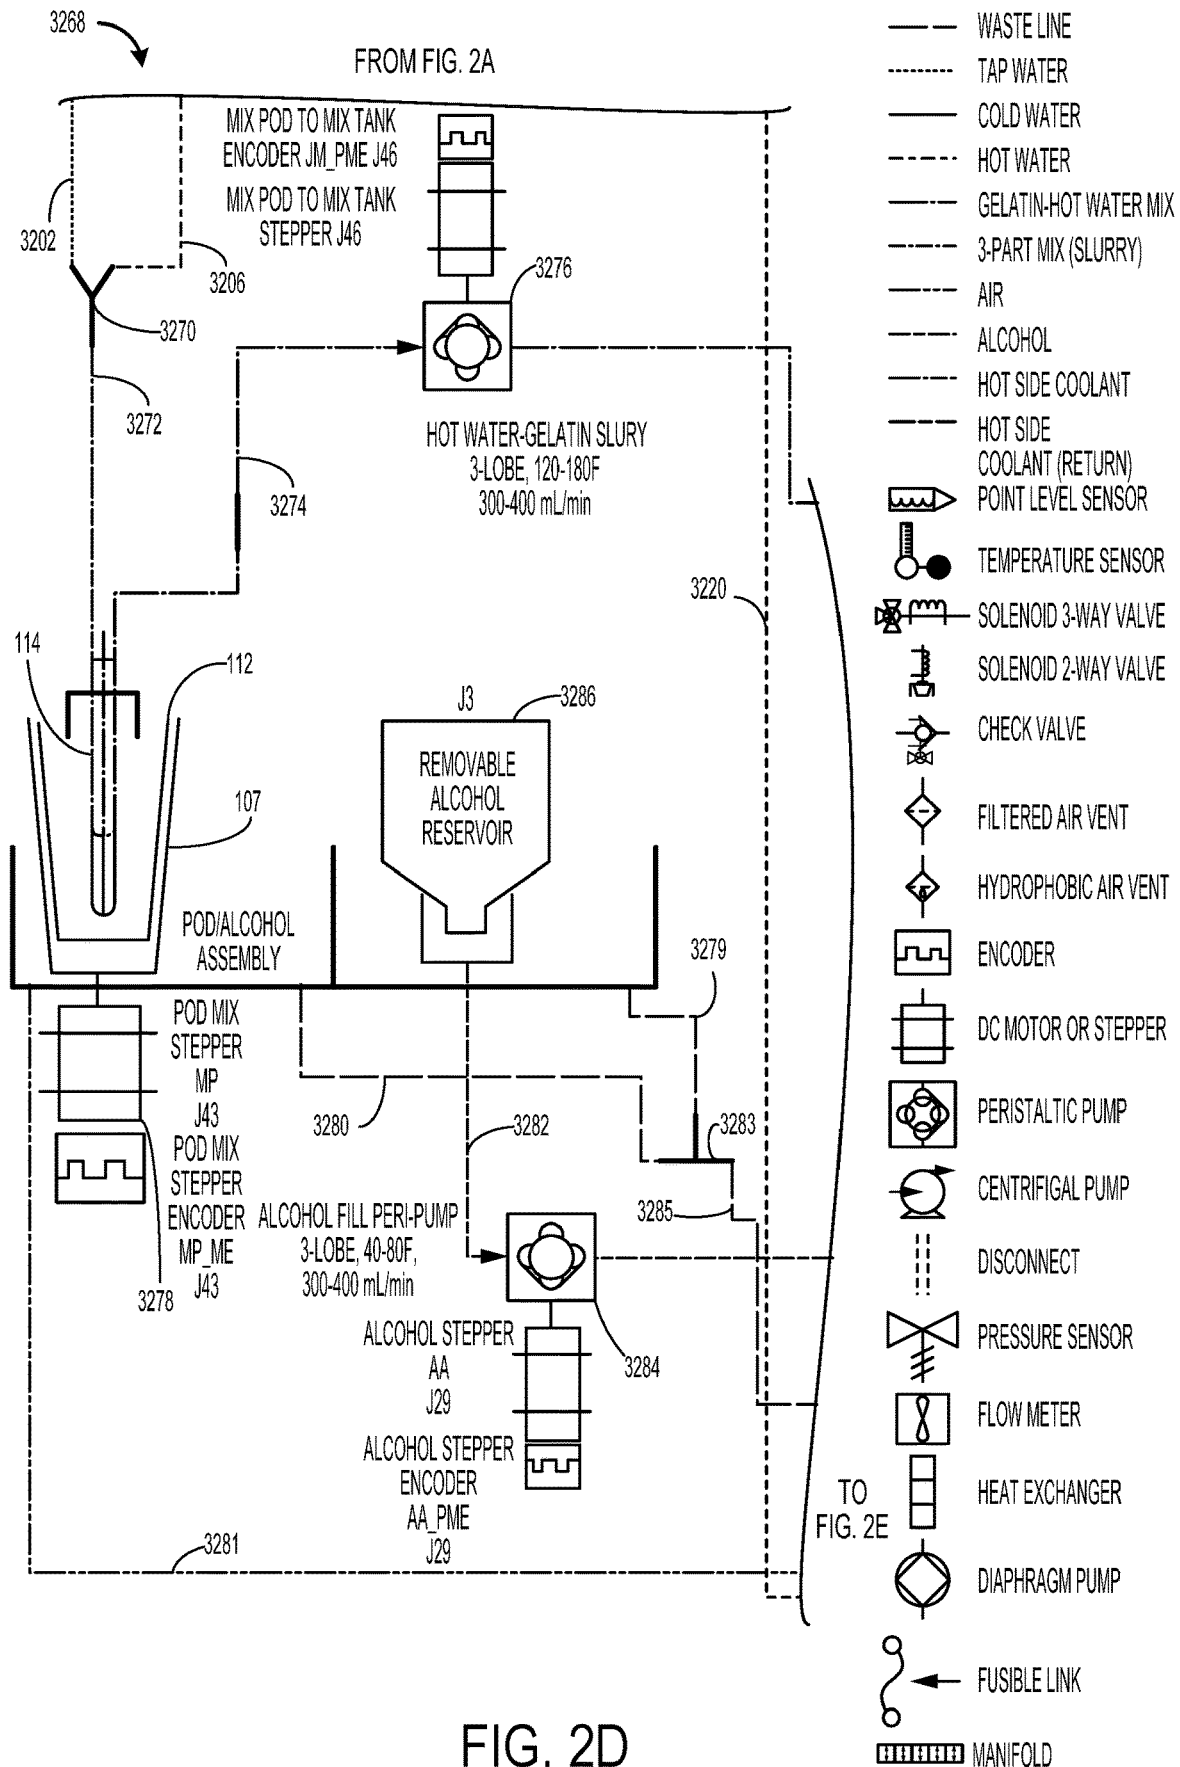 3268
FROM FIG. 2A
MIX POD TO MIX TANK
ENCODER JM_PME J46
MIX POD TO MIX TANK
STEPPER J46
3202
3206
3276
3270
3272
HOT WATER-GELATIN SLURY
3-LOBE, 120-180F
300-400 mL/min
3274
3220
114
112
J3
3286
REMOVABLE
ALCOHOL
RESERVOIR
107
POD/ALCOHOL
ASSEMBLY
3279
POD MIX
STEPPER
MP
J43
3280
3282
3283
POD MIX
STEPPER
ENCODER
MP_ME
J43
3285
ALCOHOL FILL PERI-PUMP
3-LOBE, 40-80F,
300-400 mL/min
3278
ALCOHOL STEPPER
AA
J29
3284
ALCOHOL STEPPER
ENCODER
AA_PME
J29
3281
TO
FIG. 2E
WASTE LINE
TAP WATER
COLD WATER
HOT WATER
GELATIN-HOT WATER MIX
3-PART MIX (SLURRY)
AIR
ALCOHOL
HOT SIDE COOLANT
HOT SIDE
COOLANT (RETURN)
POINT LEVEL SENSOR
TEMPERATURE SENSOR
SOLENOID 3-WAY VALVE
SOLENOID 2-WAY VALVE
CHECK VALVE
FILTERED AIR VENT
HYDROPHOBIC AIR VENT
ENCODER
DC MOTOR OR STEPPER
PERISTALTIC PUMP
CENTRIFIGAL PUMP
DISCONNECT
PRESSURE SENSOR
FLOW METER
HEAT EXCHANGER
DIAPHRAGM PUMP
FUSIBLE LINK
MANIFOLD
FIG. 2D